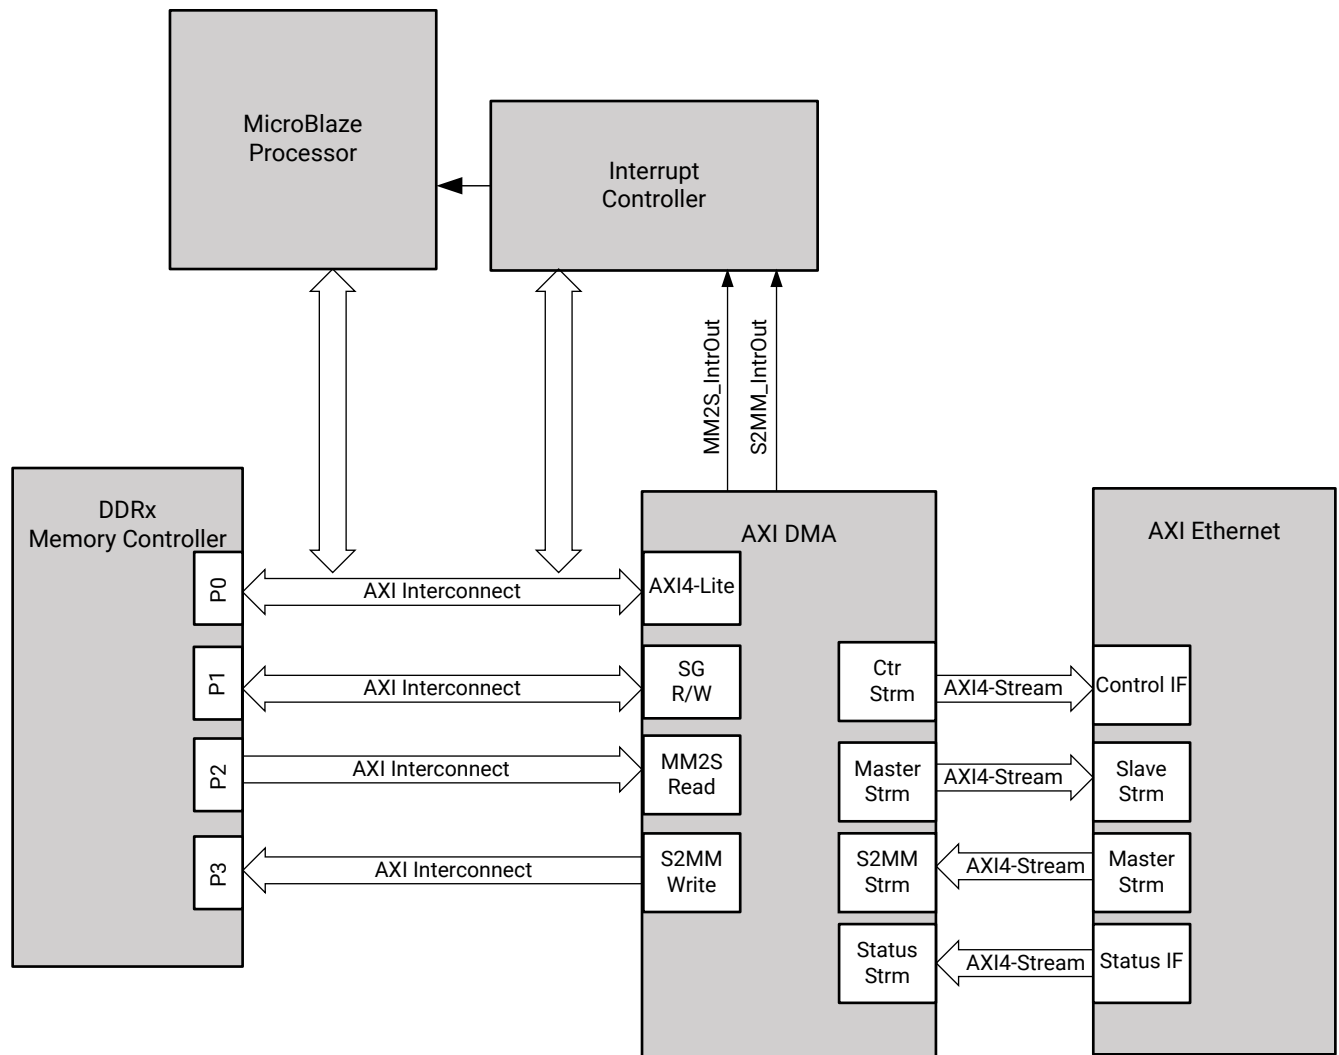 MicroBlaze
Processor
Interrupt
Controller
MM2S_IntrOut
S2MM_IntrOut
DDRx
Memory Controller
AXI DMA
AXI Ethernet
P0
AXI Interconnect
AXI4-Lite
P1
AXI Interconnect
SG
R/W
Ctr
Strm
AXI4-Stream
Control IF
P2
AXI Interconnect
MM2S
Read
Master
Strm
AXI4-Stream
Slave
Strm
P3
AXI Interconnect
S2MM
Write
S2MM
Strm
AXI4-Stream
Master
Strm
Status
Strm
AXI4-Stream
Status IF